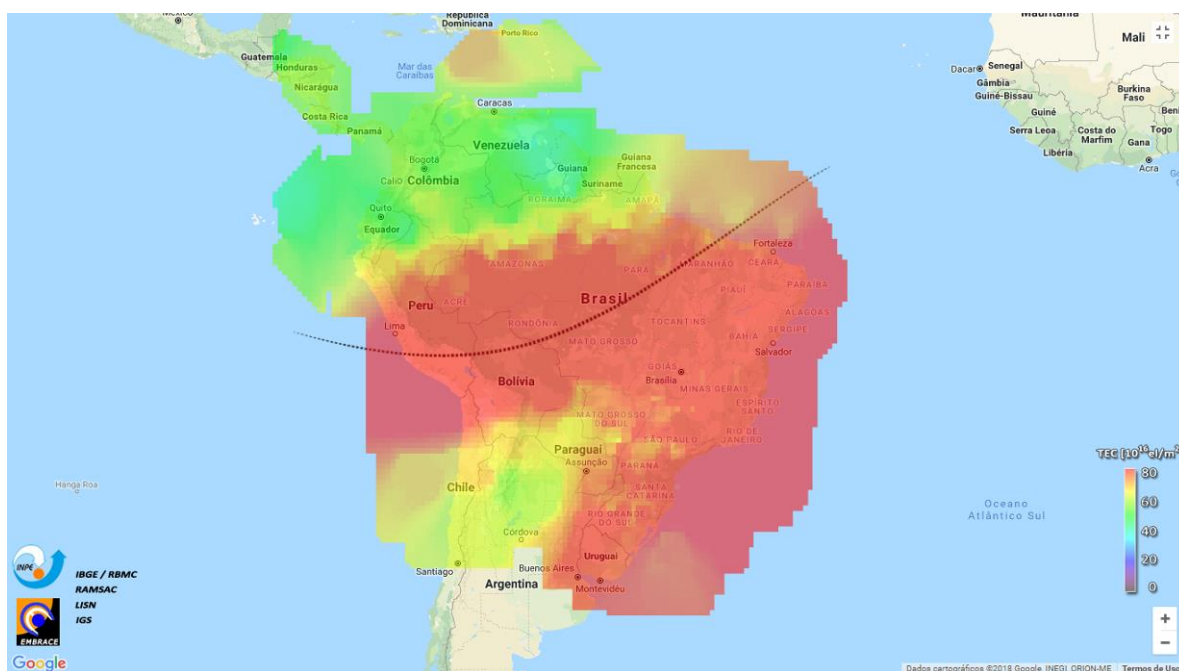 México
República
Dominicana
Porto Rico
Guatemala
Honduras
Mar das
Caraíbas
Nicarágua
Costa Rica
Panamá
Caracas
Venezuela
Bogotá
Guiana
Guiana
Francesa
Calio
Colômbia
Suriname
RORAIMA
AMAPÁ
Quito
Equador
Mauritânia
Mali
Dacar
Senegal
Gâmbia
Guiné-Bissau
Burkina
Faso
Guiné
Serra Leoa
Costa do
Marfim
Gana
Togo
Libéria
Acra
Fortaleza
AMAZONAS
PARÁ
MARANHÃO
CEARÁ
Peru
ACRE
Brasil
PIAUÍ
PARAÍBA
Lima
RONDÔNIA
TOCANTINS
ALAGOAS
SERGIPE
MATO GROSSO
BAHIA
Salvador
GOIÁS
Bolívia
Brasília
MINAS GERAIS
MATO GROSSO
DO SUL
ESPÍRITO
SANTO
SÃO PAULO
RIO DE
JANEIRO
Paraguai
Assunção
PARANÁ
Chile
SANTA
CATARINA
RIO GRANDE
DO SUL
Córdova
Uruguai
Santiago
Buenos Aires
Argentina
Montevidéu
Hanga Roa
Oceano
Atlântico Sul
TEC [10¹⁶el/m²
80
60
40
20
0
INPE
IBGE / RBMC
RAMSAC
LISN
IGS
EMBRACE
Google
+
−
Dados cartográficos ©2018 Google, INEGI, ORION-ME Termos de Uso